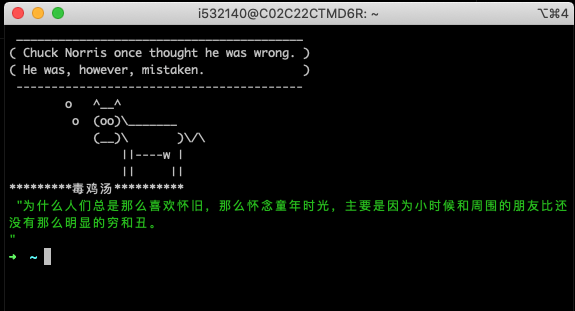 i532140@C02C22CTMD6R: ~
⌥⌘4
 _________________________________________
( Chuck Norris once thought he was wrong. )
( He was, however, mistaken.              )
 -----------------------------------------
        o   ^__^
         o  (oo)\_______
            (__)\       )\/\
                ||----w |
                ||     ||
*********毒鸡汤**********
"为什么人们总是那么喜欢怀旧，那么怀念童年时光，主要是因为小时候和周围的朋友比还
没有那么明显的穷和丑。
"
➜  ~